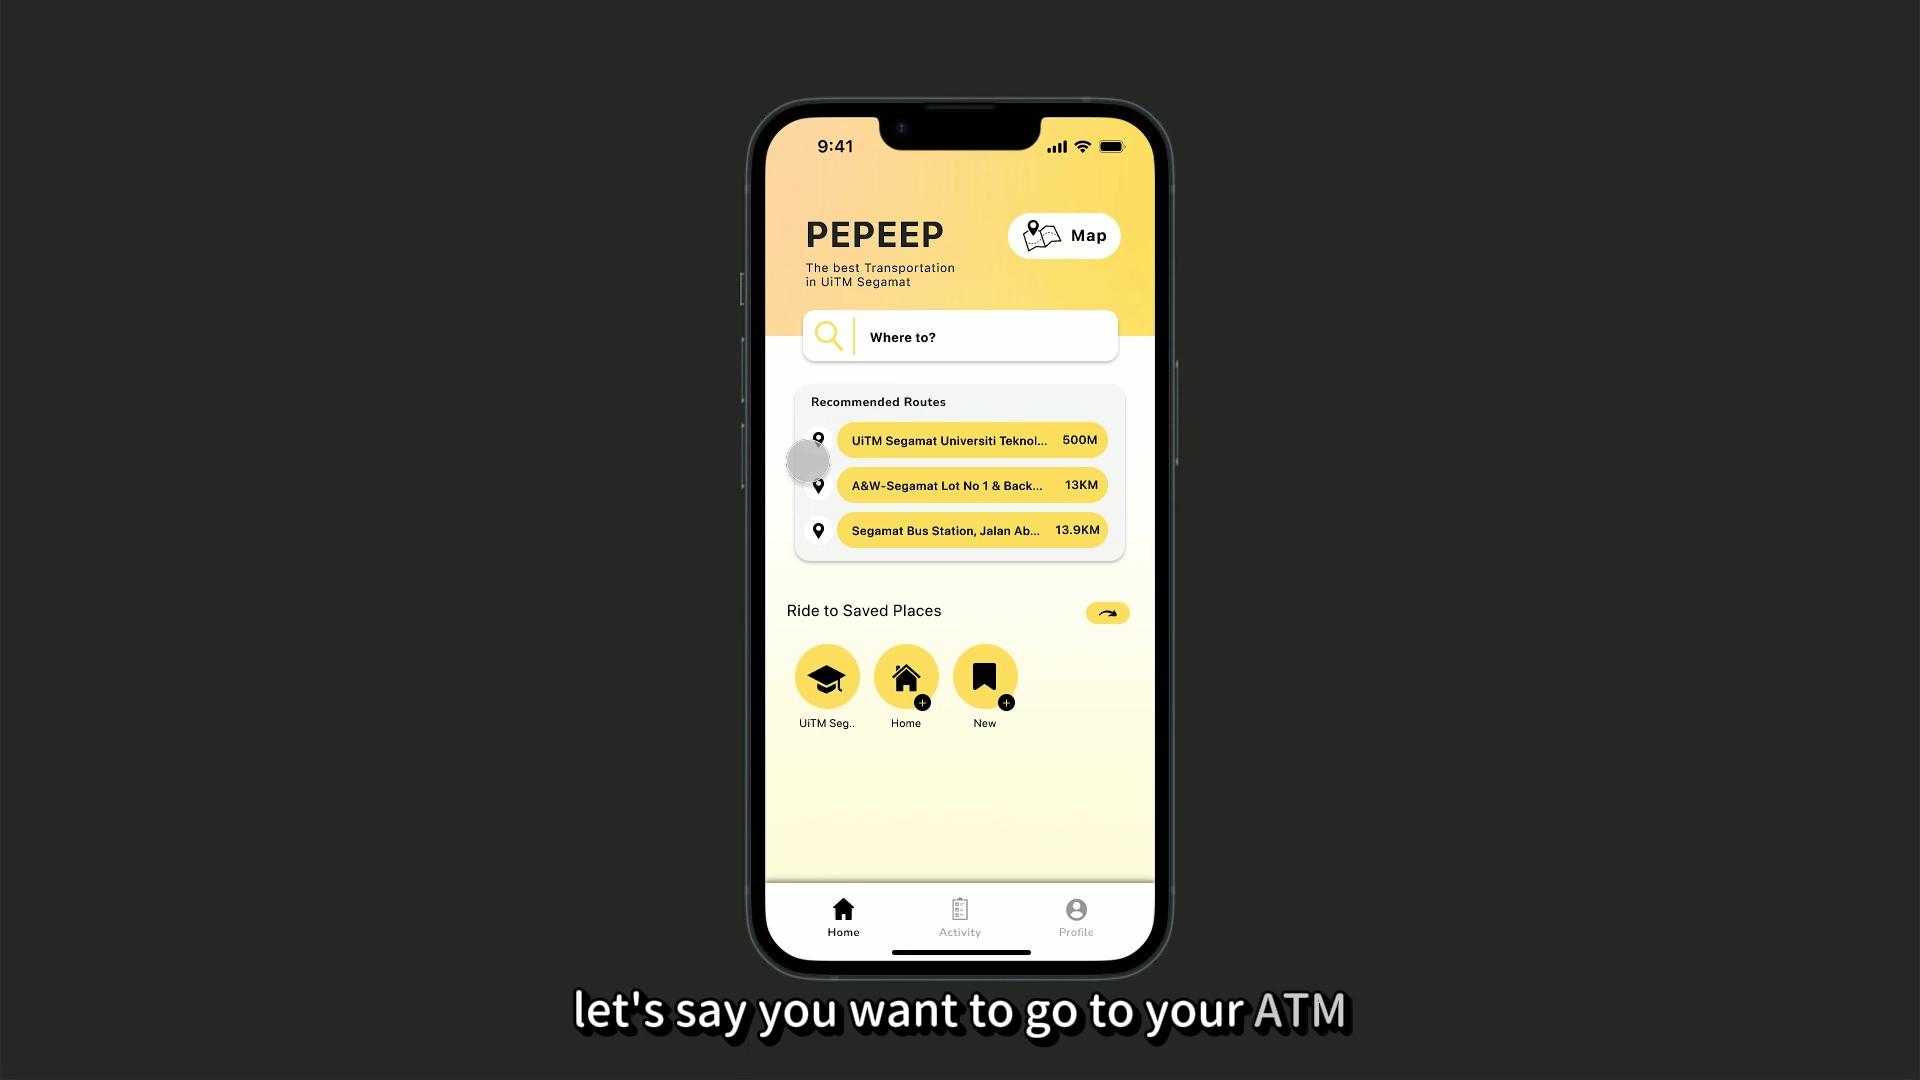 9:41
PEPEEP
Map
The best Transportation
in UiTM Segamat
Where to?
Recommended Routes
UiTM Segamat Universiti Teknol... 500M
A&W-Segamat Lot No 1 & Back... 13KM
Segamat Bus Station, Jalan Ab... 13.9KM
Ride to Saved Places
UiTM Seg..
Home
New
Home
Activity
Profile
let's say you want to go to your ATM